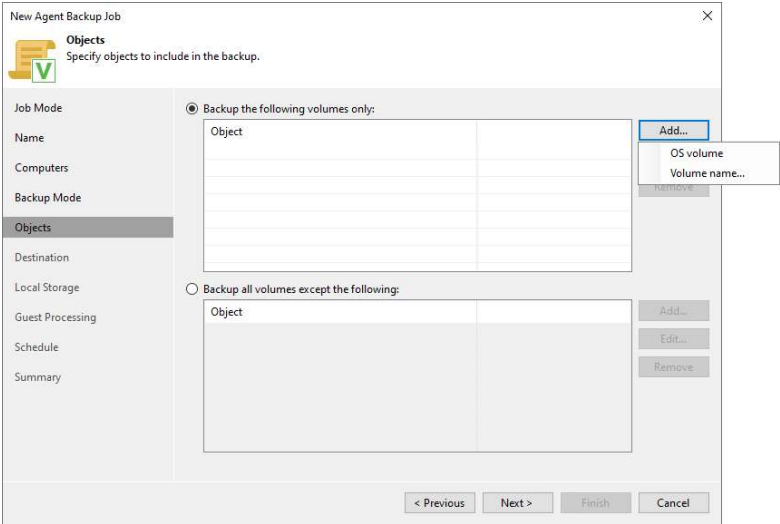 New Agent Backup Job
Objects
Specify objects to include in the backup.
V
Job Mode
Name
Computers
Backup Mode
Objects
Destination
Local Storage
Guest Processing
Schedule
Summary
Backup the following volumes only:
Object
Add...
OS volume
Volume name...
Remove
Backup all volumes except the following:
Object
Add...
Edit...
Remove
< Previous
Next >
Finish
Cancel